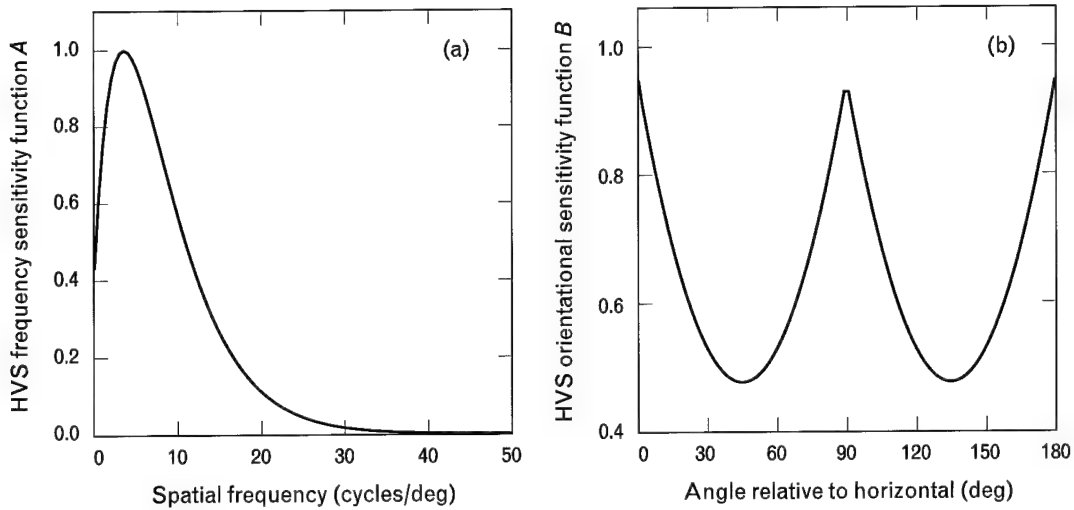 HVS frequency sensitivity function A
1.0
0.8
0.6
0.4
0.2
0.0
(a)
0 10 20 30 40 50
Spatial frequency (cycles/deg)
HVS orientational sensitivity function B
1.0
0.8
0.6
0.4
(b)
0 30 60 90 120 150 180
Angle relative to horizontal (deg)